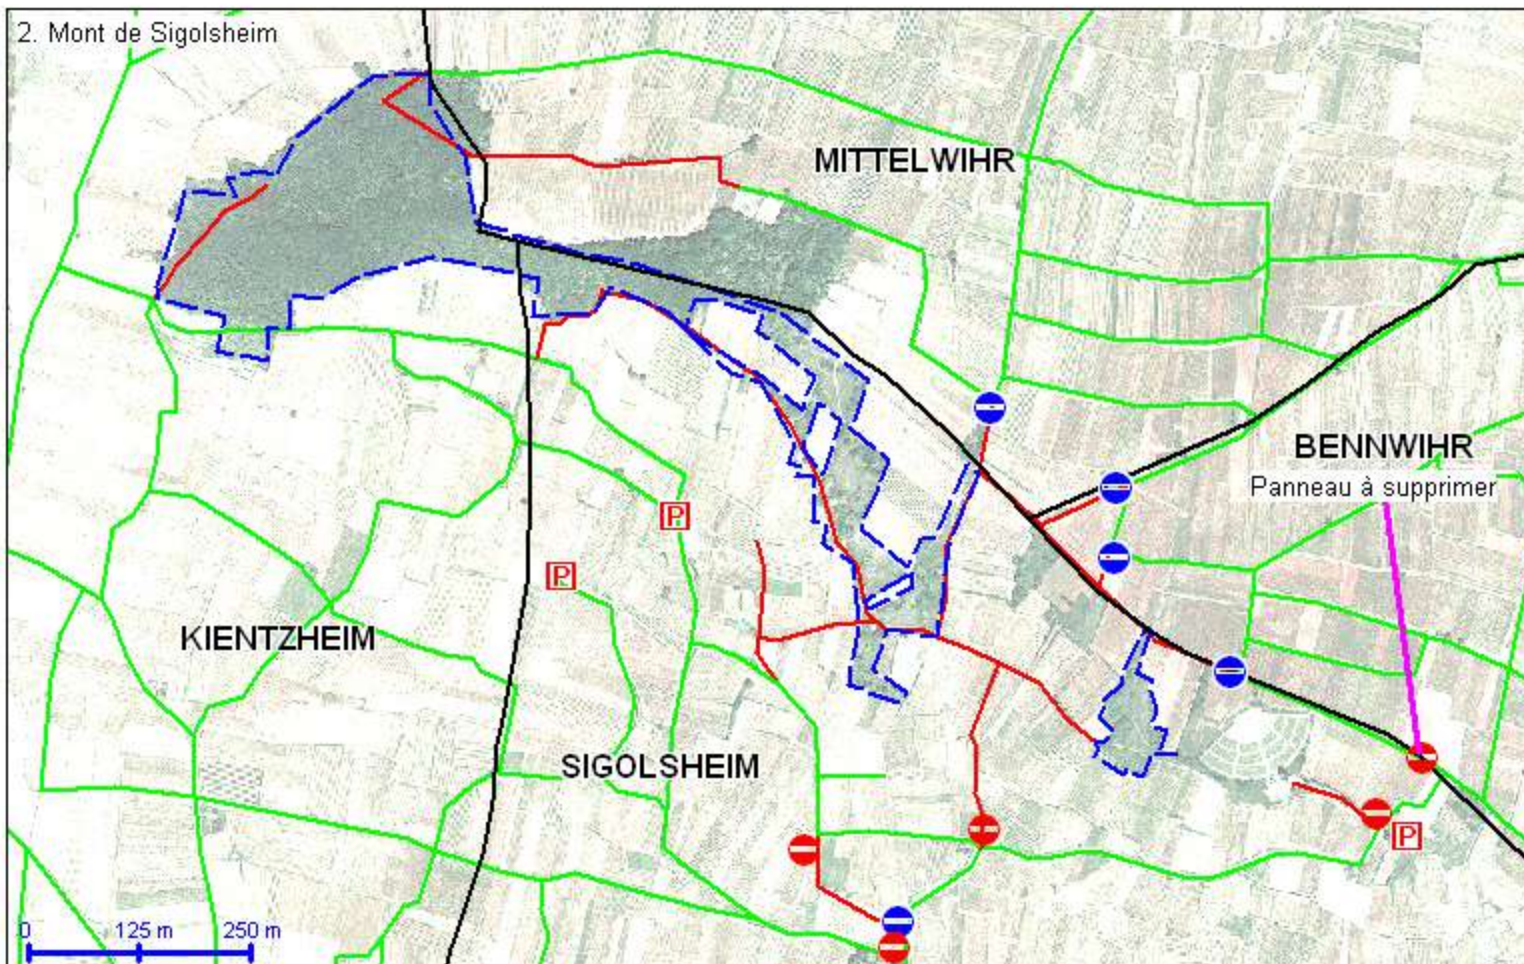 2. Mont de Sigolsheim
MITTELWIHR
BENNWIHR
Panneau à supprimer
P
P
KIENTZHEIM
SIGOLSHEIM
P
0 125 m 250 m